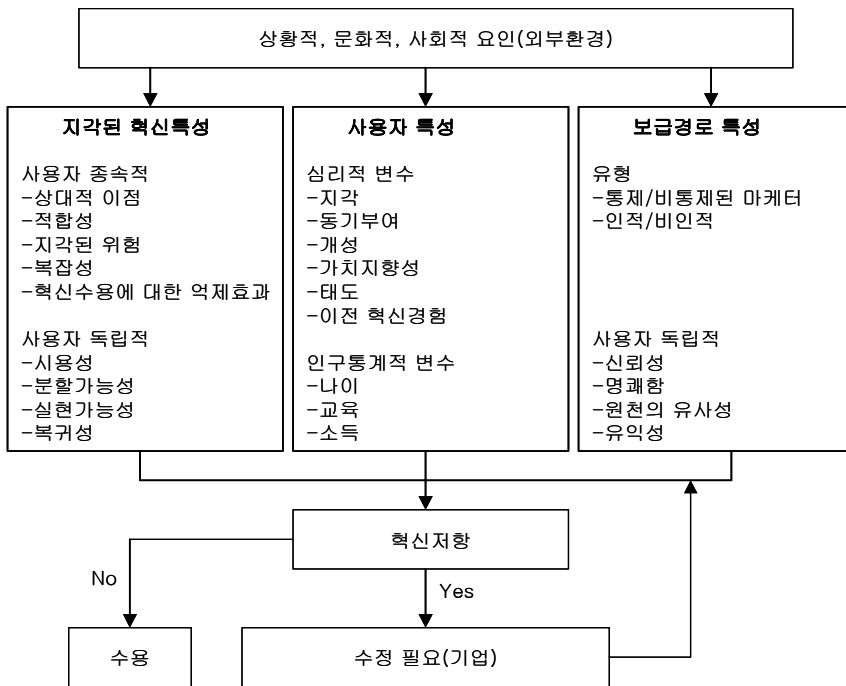 상황적, 문화적, 사회적 요인(외부환경)
지각된 혁신특성
사용자 종속적
-상대적 이점
-적합성
-지각된 위험
-복잡성
-혁신수용에 대한 억제효과
사용자 독립적
-시용성
-분할가능성
-실현가능성
-복귀성
사용자 특성
심리적 변수
-지각
-동기부여
-개성
-가치지향성
-태도
-이전 혁신경험
인구통계적 변수
-나이
-교육
-소득
보급경로 특성
유형
-통제/비통제된 마케터
-인적/비인적
사용자 독립적
-신뢰성
-명쾌함
-원천의 유사성
-유익성
혁신저항
No
Yes
수용
수정 필요(기업)